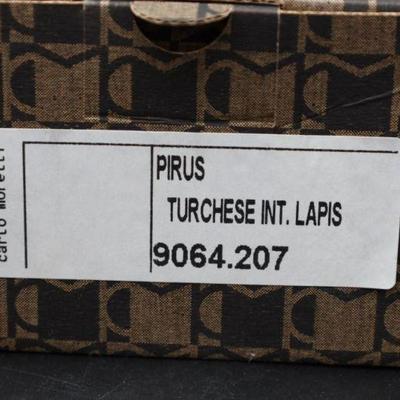 carlo moretti
PIRUS
TURCHESE INT. LAPIS
9064.207